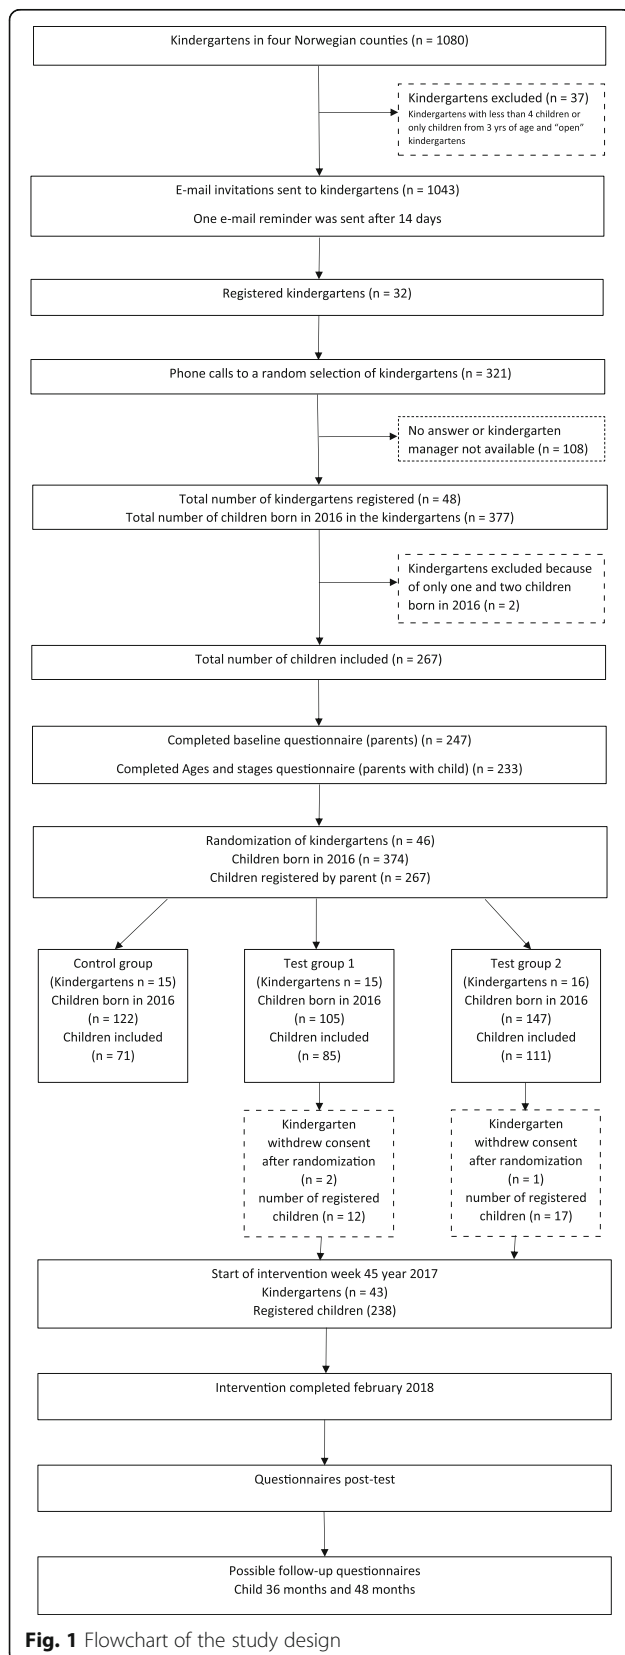 Kindergartens in four Norwegian counties (n = 1080)
Kindergartens excluded (n = 37)
Kindergartens with less than 4 children or
only children from 3 yrs of age and “open”
kindergartens
E-mail invitations sent to kindergartens (n = 1043)
One e-mail reminder was sent after 14 days
Registered kindergartens (n = 32)
Phone calls to a random selection of kindergartens (n = 321)
No answer or kindergarten
manager not available (n = 108)
Total number of kindergartens registered (n = 48)
Total number of children born in 2016 in the kindergartens (n = 377)
Kindergartens excluded because
of only one and two children
born in 2016 (n = 2)
Total number of children included (n = 267)
Completed baseline questionnaire (parents) (n = 247)
Completed Ages and stages questionnaire (parents with child) (n = 233)
Randomization of kindergartens (n = 46)
Children born in 2016 (n = 374)
Children registered by parent (n = 267)
Control group
(Kindergartens n = 15)
Children born in 2016
(n = 122)
Children included
(n = 71)
Test group 1
(Kindergartens n = 15)
Children born in 2016
(n = 105)
Children included
(n = 85)
Test group 2
(Kindergartens n = 16)
Children born in 2016
(n = 147)
Children included
(n = 111)
Kindergarten
withdrew consent
after randomization
(n = 2)
number of registered
children (n = 12)
Kindergarten
withdrew consent
after randomization
(n = 1)
number of registered
children (n = 17)
Start of intervention week 45 year 2017
Kindergartens (n = 43)
Registered children (238)
Intervention completed february 2018
Questionnaires post-test
Possible follow-up questionnaires
Child 36 months and 48 months
Fig. 1 Flowchart of the study design